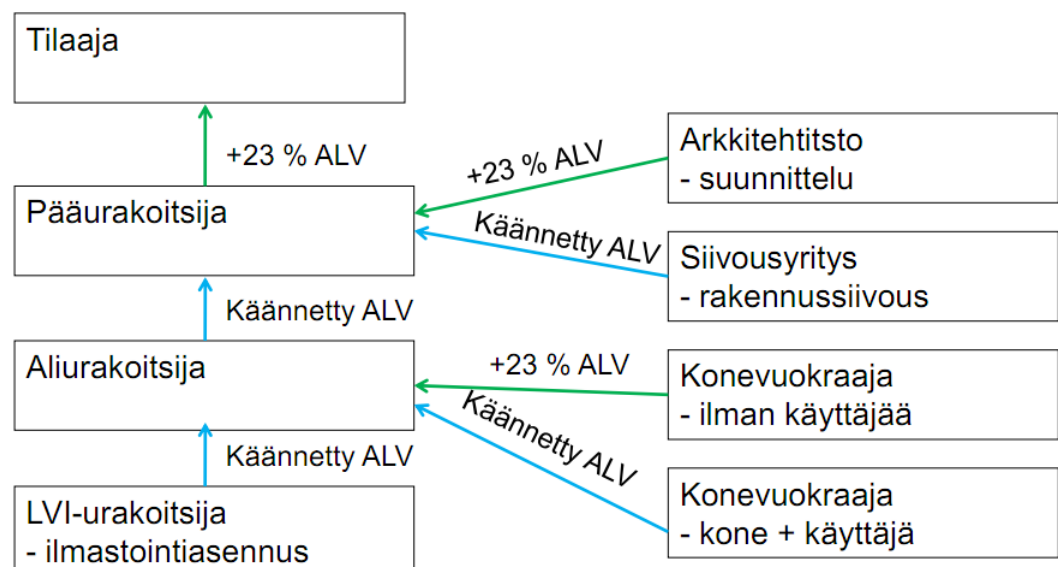 Tilaaja
+23 % ALV
Pääurakoitsija
Käännetty ALV
Aliurakoitsija
Käännetty ALV
LVI-urakoitsija
- ilmastointiasennus
+23 % ALV
Arkkitehtitsto
- suunnittelu
Käännetty ALV
Siivousyritys
- rakennussiivous
+23 % ALV
Konevuokraaja
- ilman käyttäjää
Käännetty ALV
Konevuokraaja
- kone + käyttäjä